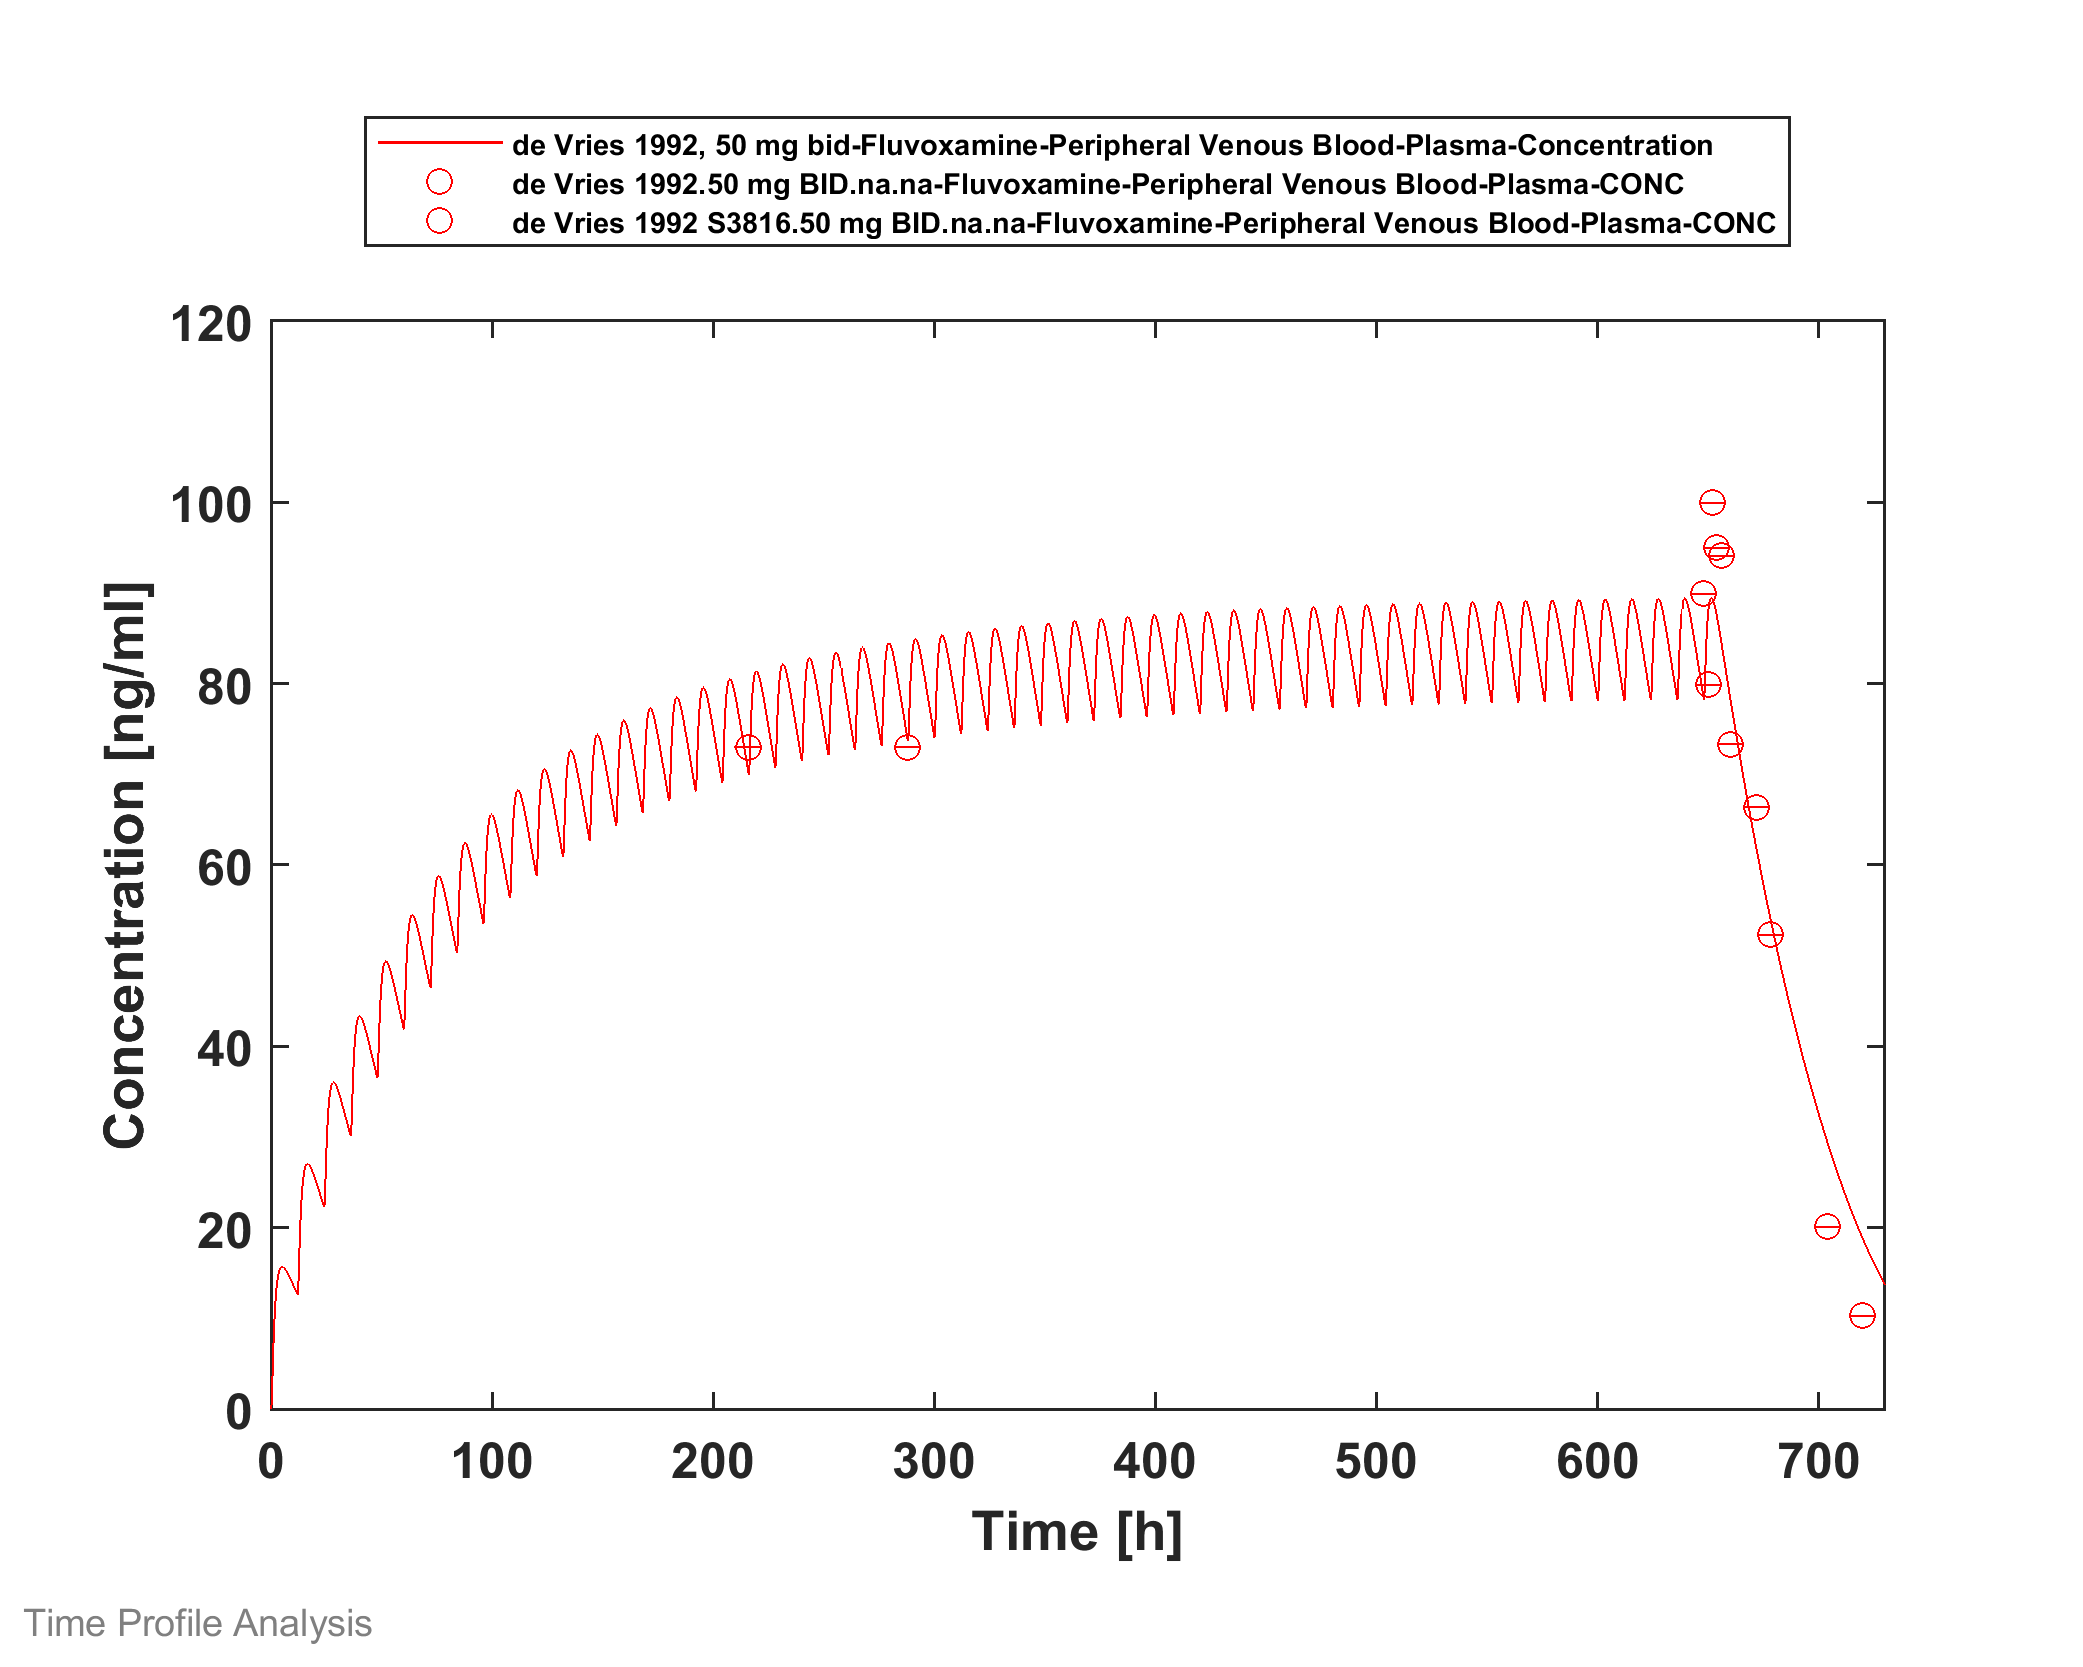 de Vries 1992, 50 mg bid-Fluvoxamine-Peripheral Venous Blood-Plasma-Concentration
de Vries 1992.50 mg BID.na.na-Fluvoxamine-Peripheral Venous Blood-Plasma-CONC
de Vries 1992 S3816.50 mg BID.na.na-Fluvoxamine-Peripheral Venous Blood-Plasma-CONC
120
100
80
60
40
20
0
Concentration [ng/ml]
0 100 200 300 400 500 600 700
Time [h]
Time Profile Analysis